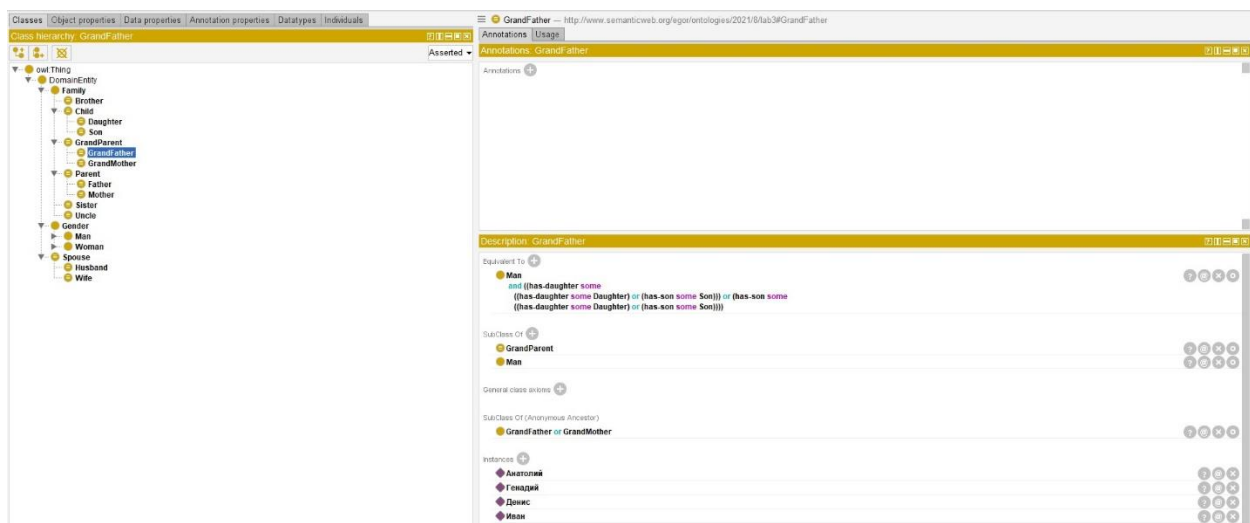 Classes Object properties Data properties Annotation properties Datatypes Individuals
Class hierarchy: GrandFather
Asserted
owl:Thing
DomainEntity
Family
Brother
Child
Daughter
Son
GrandParent
GrandFather
GrandMother
Parent
Father
Mother
Sister
Uncle
Gender
Man
Woman
Spouse
Husband
Wife
GrandFather — http://www.semanticweb.org/egor/ontologies/2021/8/lab3#GrandFather
Annotations Usage
Annotations: GrandFather
Annotations
Description: GrandFather
Equivalent To
Man
and ((has-daughter some
((has-daughter some Daughter) or (has-son some Son))) or (has-son some
((has-daughter some Daughter) or (has-son some Son))))
SubClass Of
GrandParent
Man
General class axioms
SubClass Of (Anonymous Ancestor)
GrandFather or GrandMother
Instances
Анатолий
Генадий
Денис
Иван